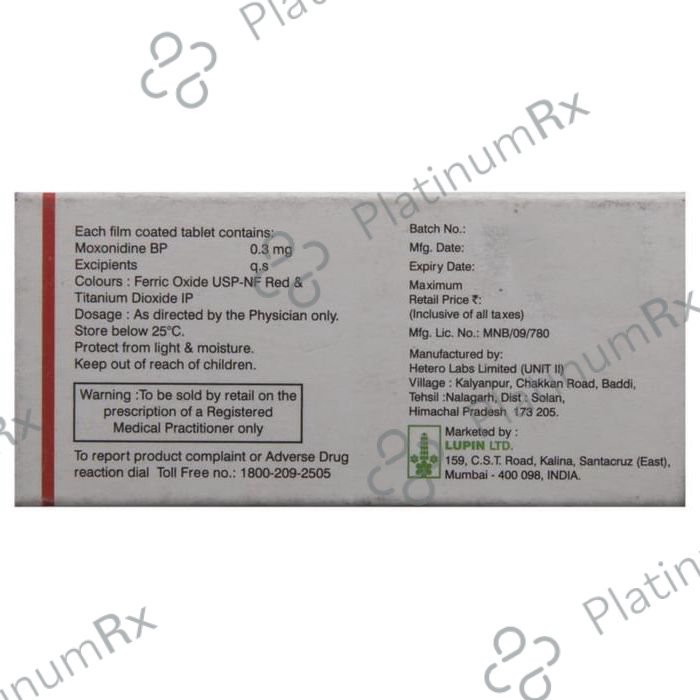 PlatinumRx
PlatinumRx
Each film coated tablet contains:
Moxonidine BP 0.3 mg
Excipients q.s
Colours : Ferric Oxide USP-NF Red &
Titanium Dioxide IP
Dosage : As directed by the Physician only.
Store below 25°C.
Protect from light & moisture.
Keep out of reach of children.
Warning :To be sold by retail on the
prescription of a Registered
Medical Practitioner only
To report product complaint or Adverse Drug
reaction dial Toll Free no.: 1800-209-2505
Batch No.:
Mfg. Date:
Expiry Date:
Maximum
Retail Price ₹:
(Inclusive of all taxes)
Mfg. Lic. No.: MNB/09/780
Manufactured by:
Hetero Labs Limited (UNIT II)
Village : Kalyanpur, Chakkan Road, Baddi,
Tehsil :Nalagarh, Dist : Solan,
Himachal Pradesh 173 205.
Marketed by :
LUPIN LTD.
159, C.S.T. Road, Kalina, Santacruz (East),
Mumbai - 400 098, INDIA.
PlatinumRx
PlatinumRx
Platin